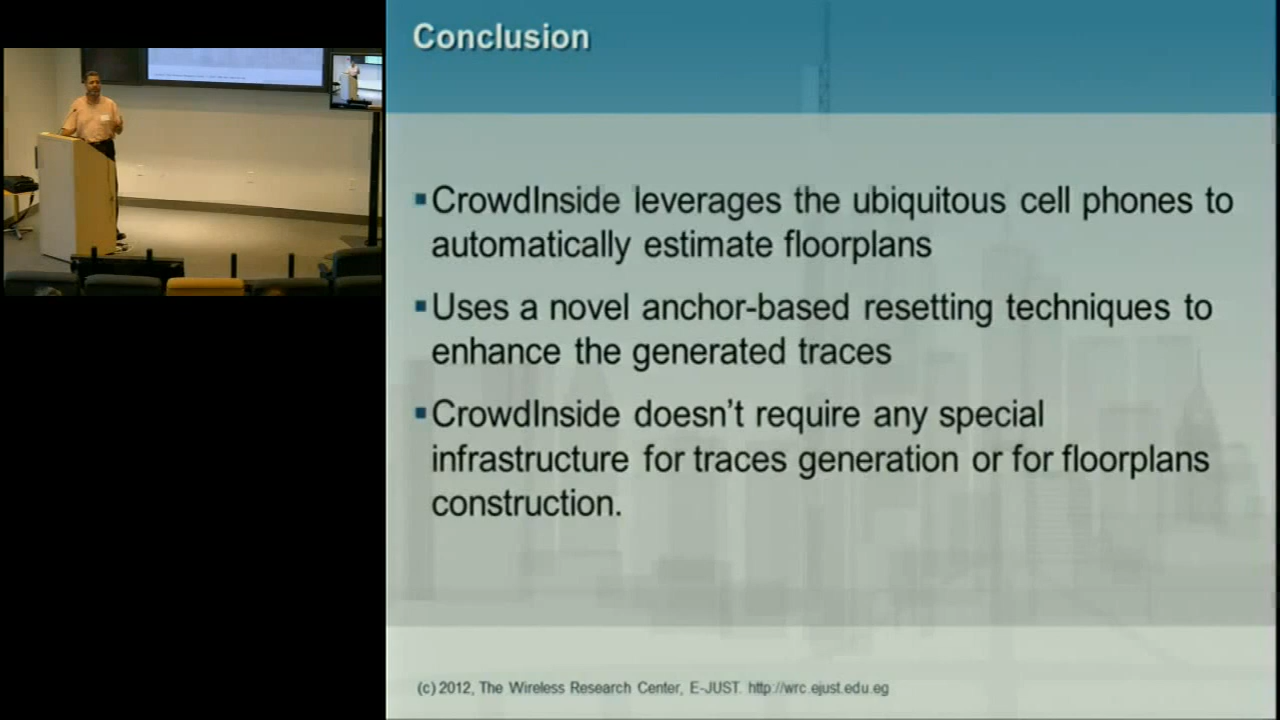 Conclusion
▪CrowdInside leverages the ubiquitous cell phones to
automatically estimate floorplans
▪Uses a novel anchor-based resetting techniques to
enhance the generated traces
▪CrowdInside doesn't require any special
infrastructure for traces generation or for floorplans
construction.
(c) 2012, The Wireless Research Center, E-JUST. http://wrc.ejust.edu.eg